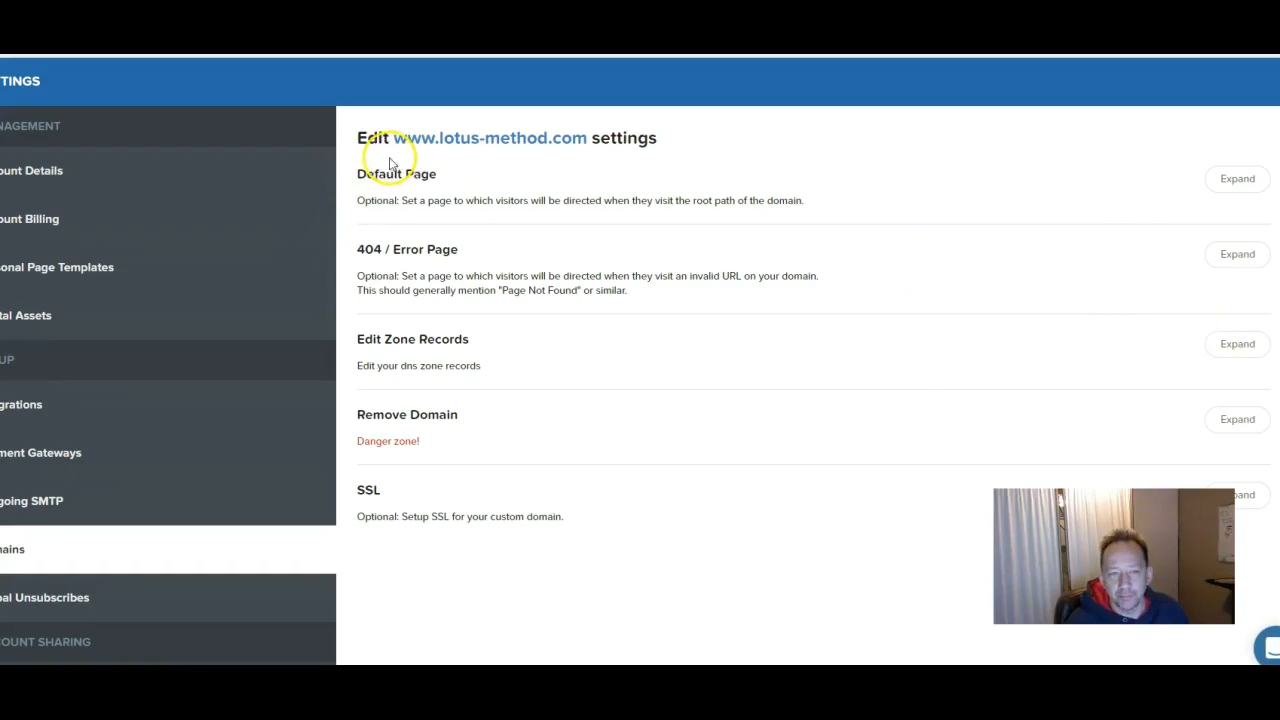 TINGS
NAGEMENT
ount Details
ount Billing
onal Page Templates
tal Assets
UP
grations
ment Gateways
going SMTP
nains
bal Unsubscribes
OUNT SHARING
Edit www.lotus-method.com settings
Default Page
Expand
Optional: Set a page to which visitors will be directed when they visit the root path of the domain.
404 / Error Page
Expand
Optional: Set a page to which visitors will be directed when they visit an invalid URL on your domain.
This should generally mention "Page Not Found" or similar.
Edit Zone Records
Expand
Edit your dns zone records
Remove Domain
Expand
Danger zone!
SSL
pand
Optional: Setup SSL for your custom domain.